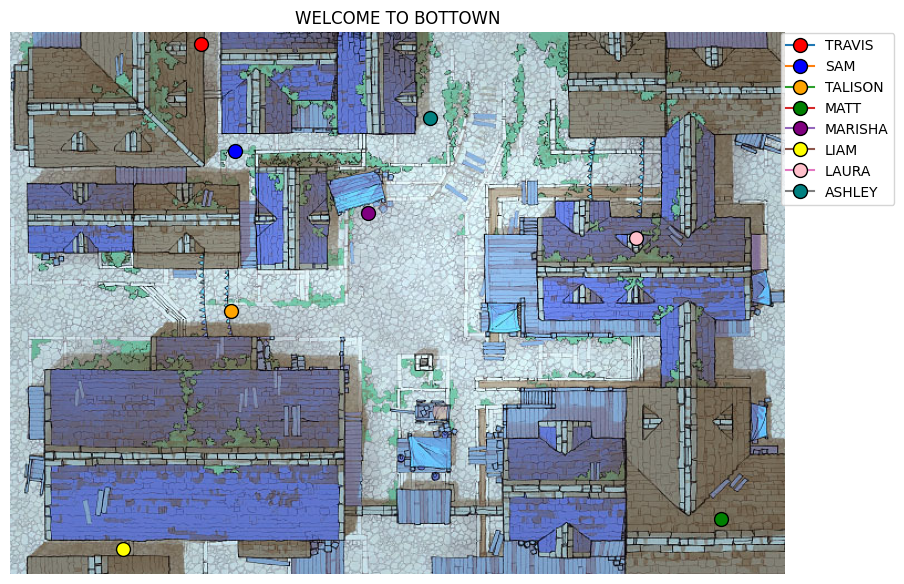 WELCOME TO BOTTOWN
TRAVIS
SAM
TALISON
MATT
MARISHA
LIAM
LAURA
ASHLEY